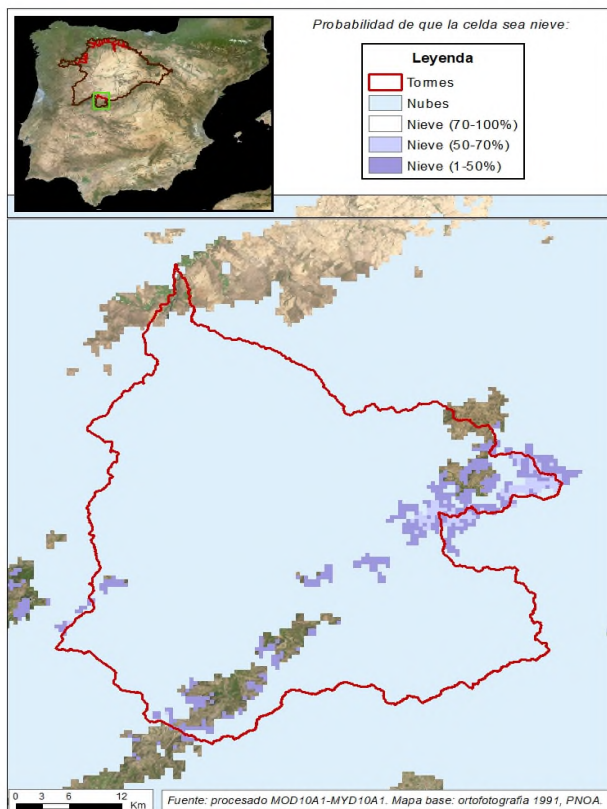 Probabilidad de que la celda sea nieve:
Leyenda
Tormes
Nubes
Nieve (70-100%)
Nieve (50-70%)
Nieve (1-50%)
0 3 6 12
Km
Fuente: procesado MOD10A1-MYD10A1. Mapa base: ortofotografia 1991, PNOA